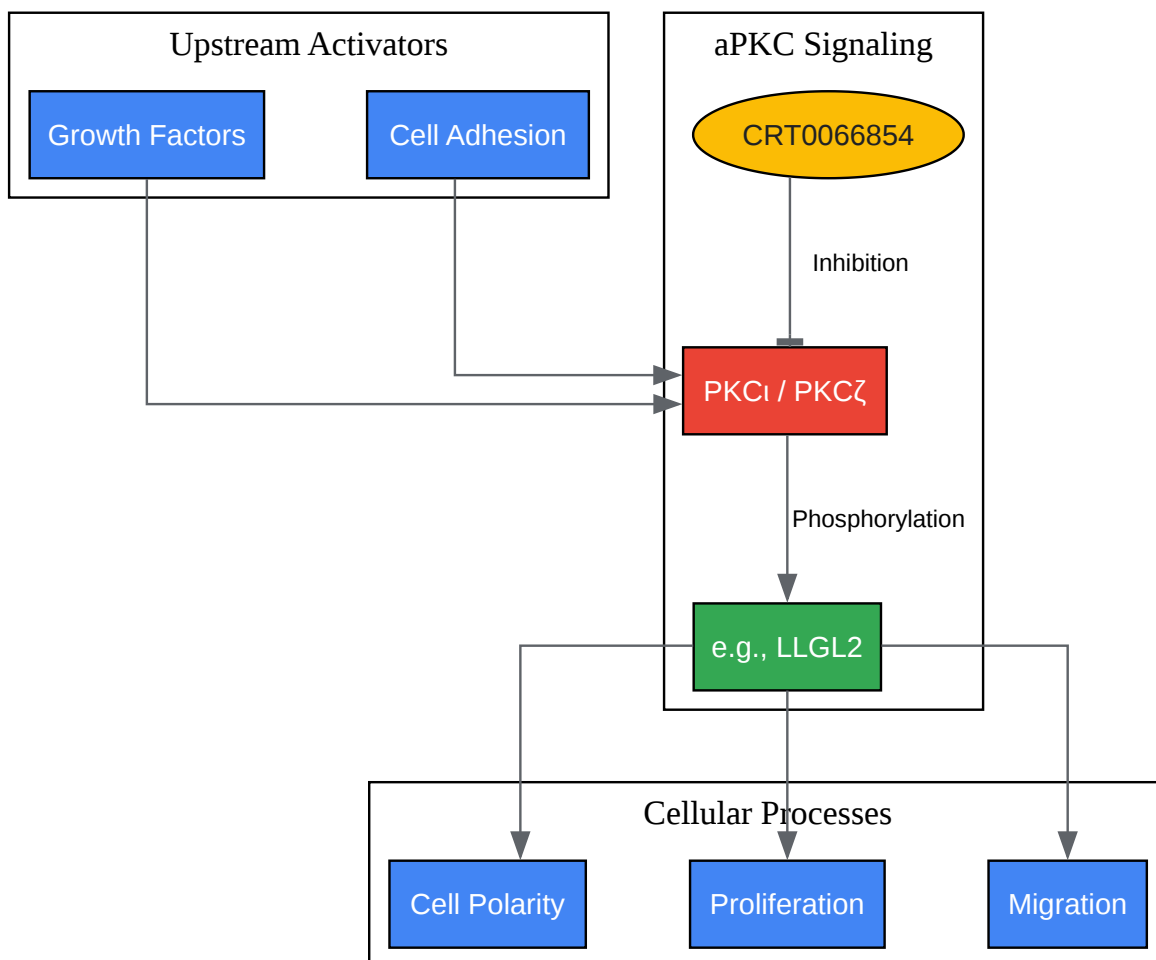 Upstream Activators
Growth Factors
Cell Adhesion
aPKC Signaling
CRT0066854
Inhibition
PKCι / PKCζ
Phosphorylation
e.g., LLGL2
Cellular Processes
Cell Polarity
Proliferation
Migration